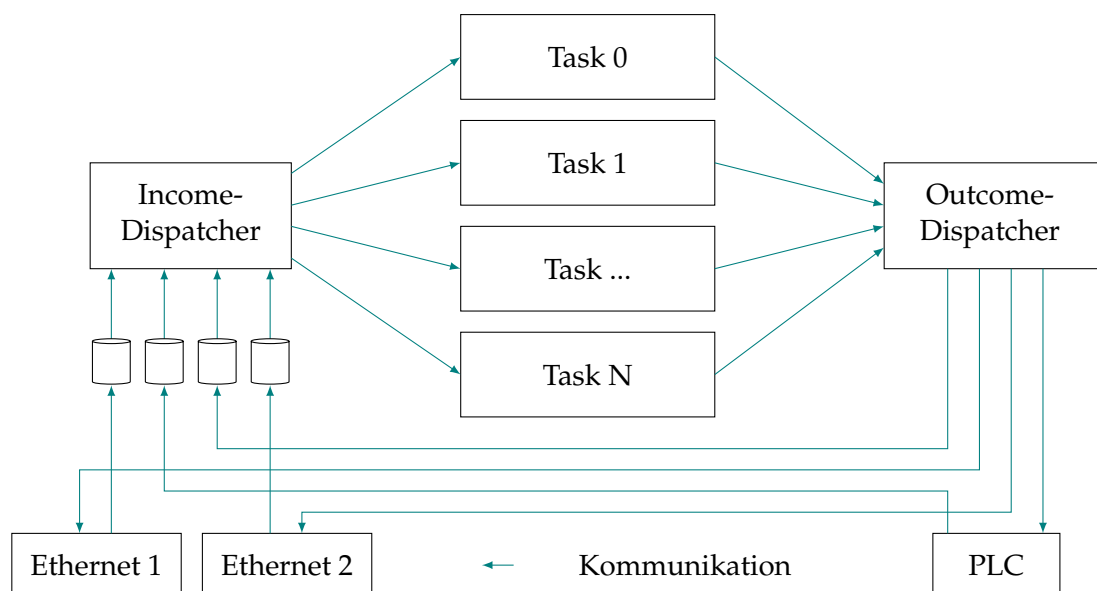 Task 0
Task 1
Income-
Dispatcher
Outcome-
Dispatcher
Task ...
Task N
Ethernet 1
Ethernet 2
Kommunikation
PLC